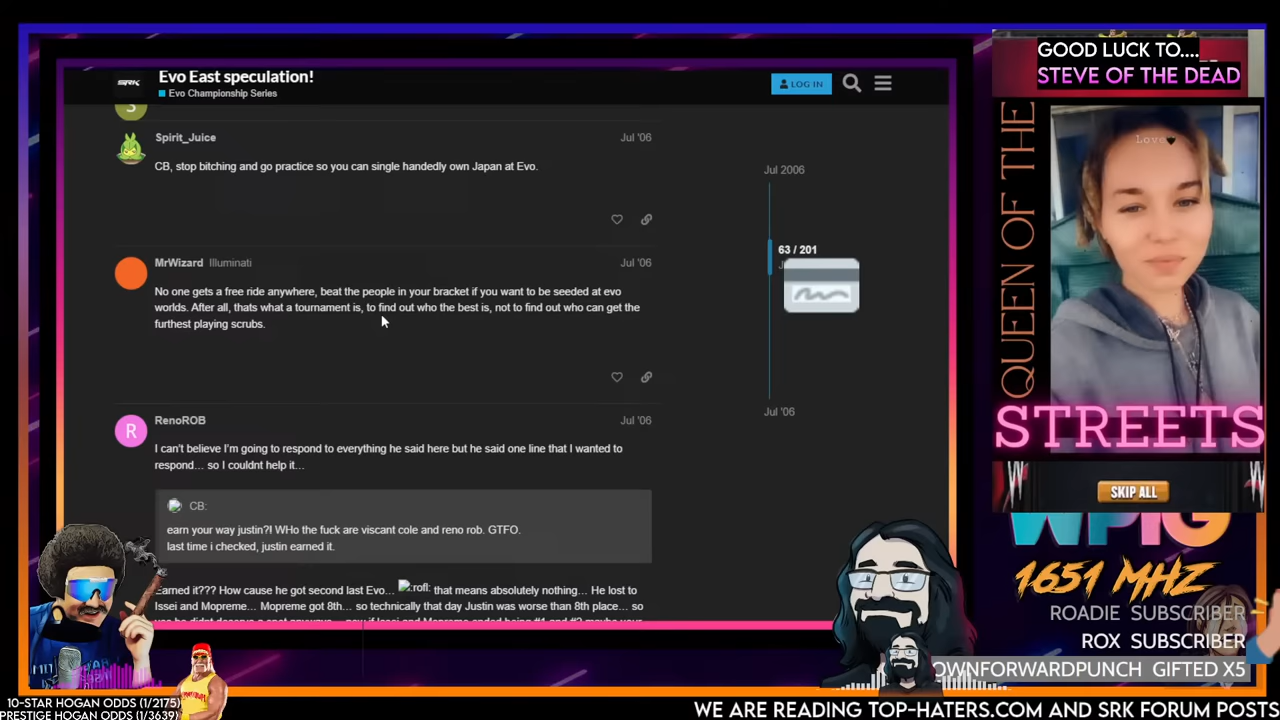 GOOD LUCK TO....
STEVE OF THE DEAD
SRK
Evo East speculation!
Evo Championship Series
LOG IN
S
Spirit_Juice
Jul '06
CB, stop bitching and go practice so you can single handedly own Japan at Evo.
MrWizard Illuminati
Jul '06
No one gets a free ride anywhere, beat the people in your bracket if you want to be seeded at evo
worlds. After all, thats what a tournament is, to find out who the best is, not to find out who can get the
furthest playing scrubs.
R
RenoROB
Jul '06
I can't believe I'm going to respond to everything he said here but he said one line that I wanted to
respond… so I couldnt help it…
CB:
earn your way justin?! WHo the fuck are viscant cole and reno rob. GTFO.
last time i checked, justin earned it.
Earned it??? How cause he got second last Evo… :rofl: that means absolutely nothing… He lost to
Issei and Mopreme… Mopreme got 8th… so technically that day Justin was worse than 8th place… so
Jul 2006
63 / 201
Jul '06
Love
QUEEN OF THE
STREETS
SKIP ALL
WPIG
1651 MHZ
ROADIE SUBSCRIBER
ROX SUBSCRIBER
OWNFORWARDPUNCH GIFTED X5
10-STAR HOGAN ODDS (1/2175)
PRESTIGE HOGAN ODDS (1/3639)
WE ARE READING TOP-HATERS.COM AND SRK FORUM POSTS